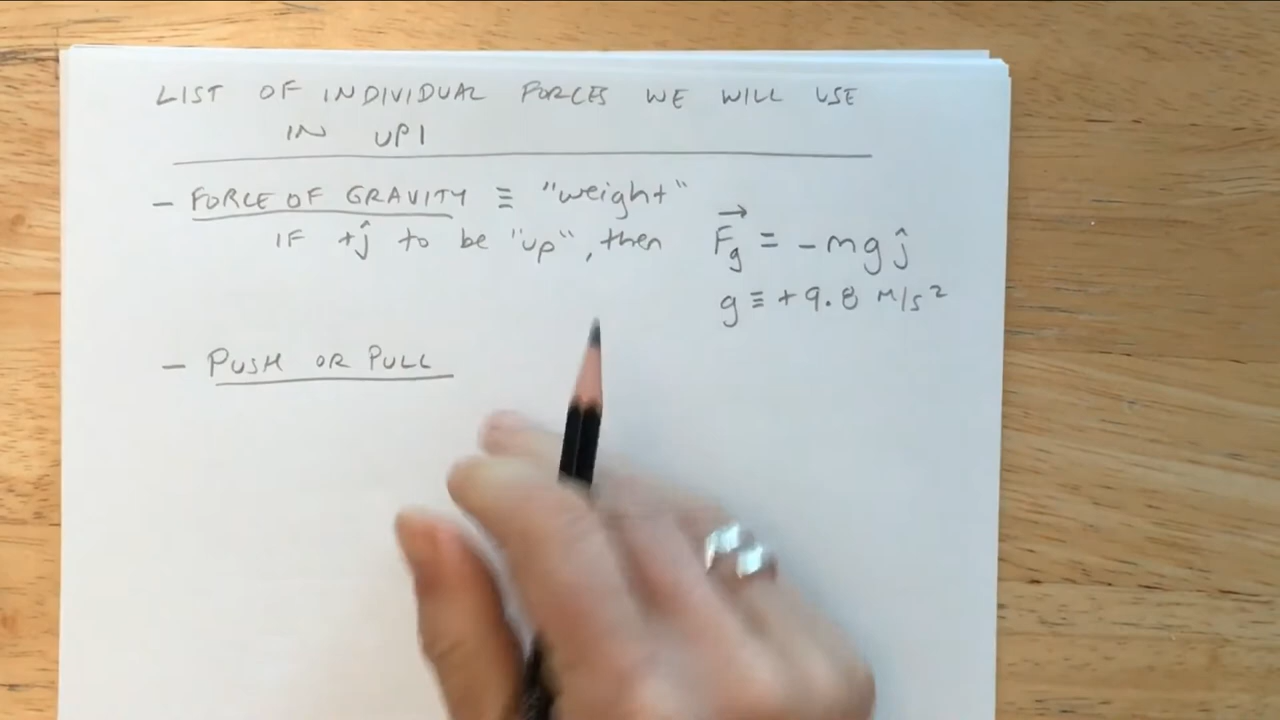 LIST OF INDIVIDUAL FORCES WE WILL USE
IN UP1
– FORCE OF GRAVITY ≡ "weight"
IF +ĵ to be "up", then F⃗g = -mgĵ
g ≡ +9.8 M/s²
– PUSH OR PULL